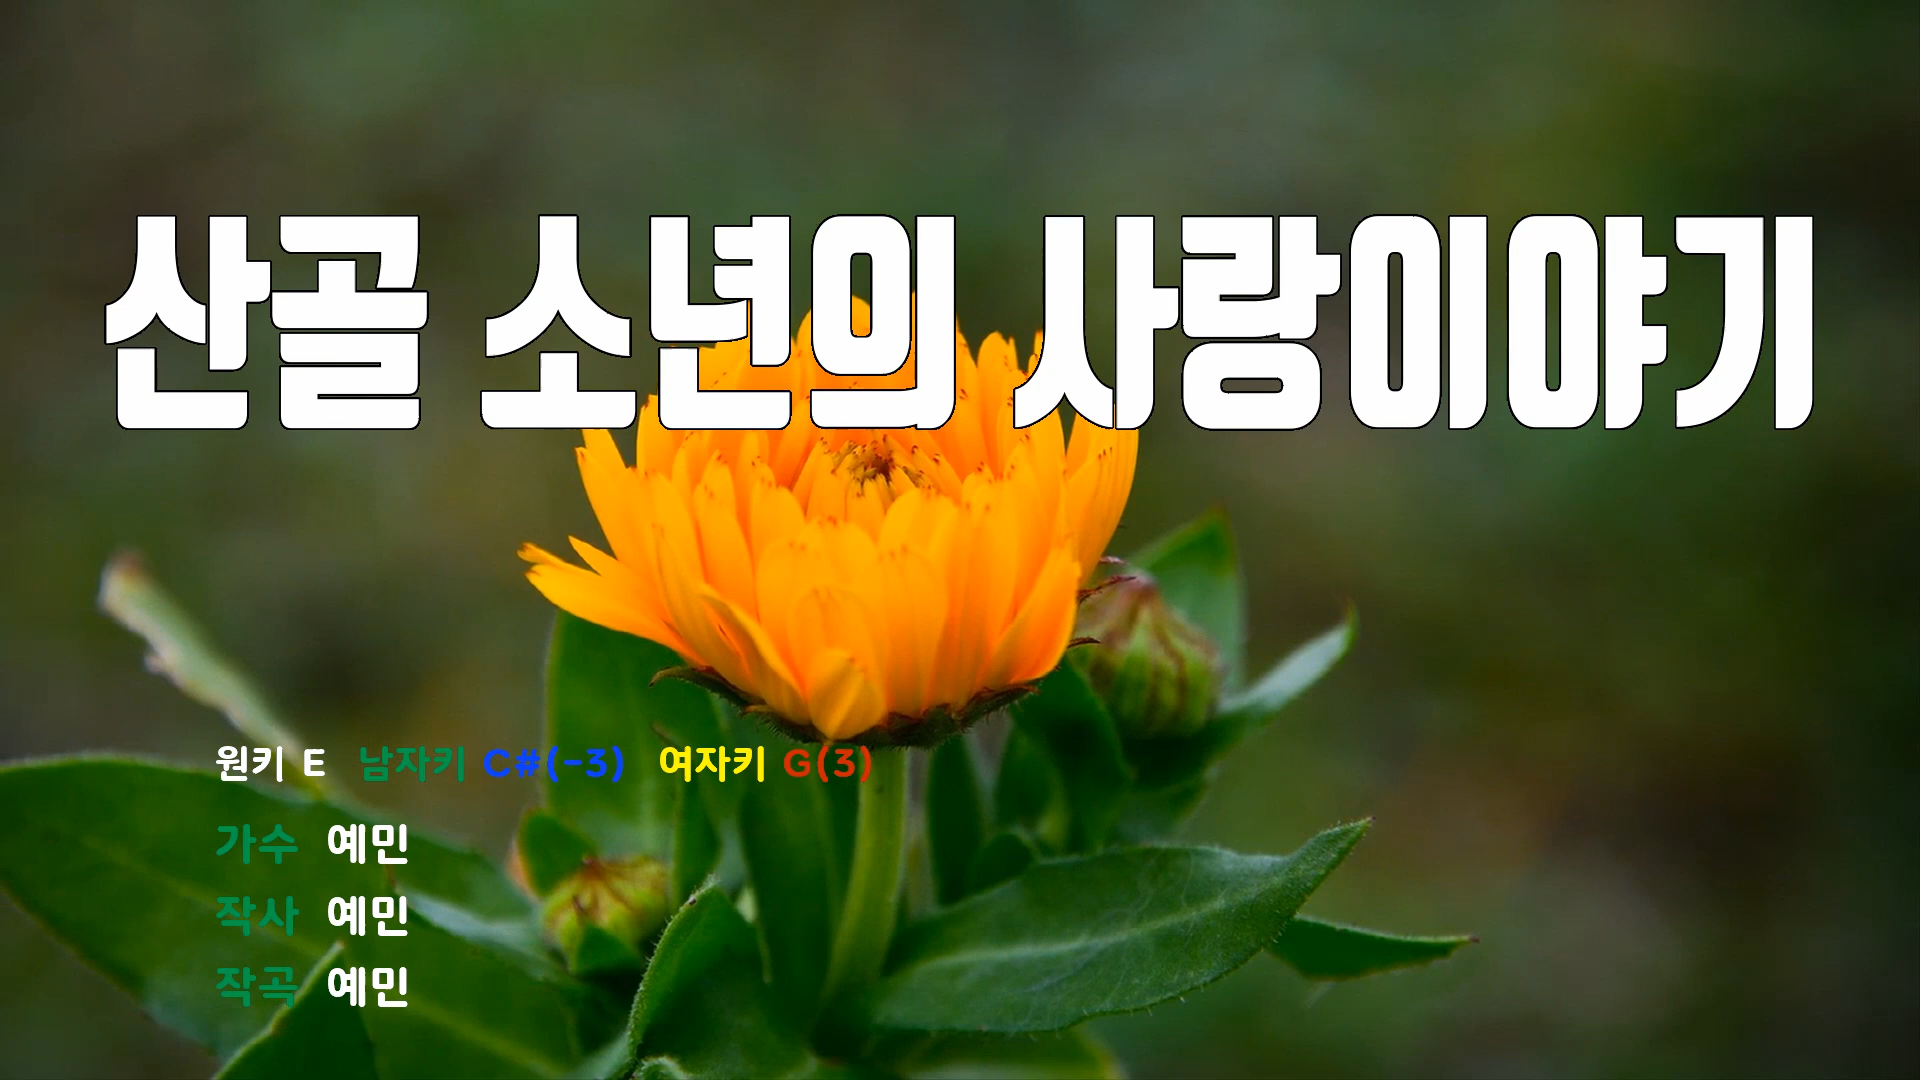 산골 소년의 사랑이야기
원키 E 남자키 C#(-3) 여자키 G(3)
가수 예민
작사 예민
작곡 예민